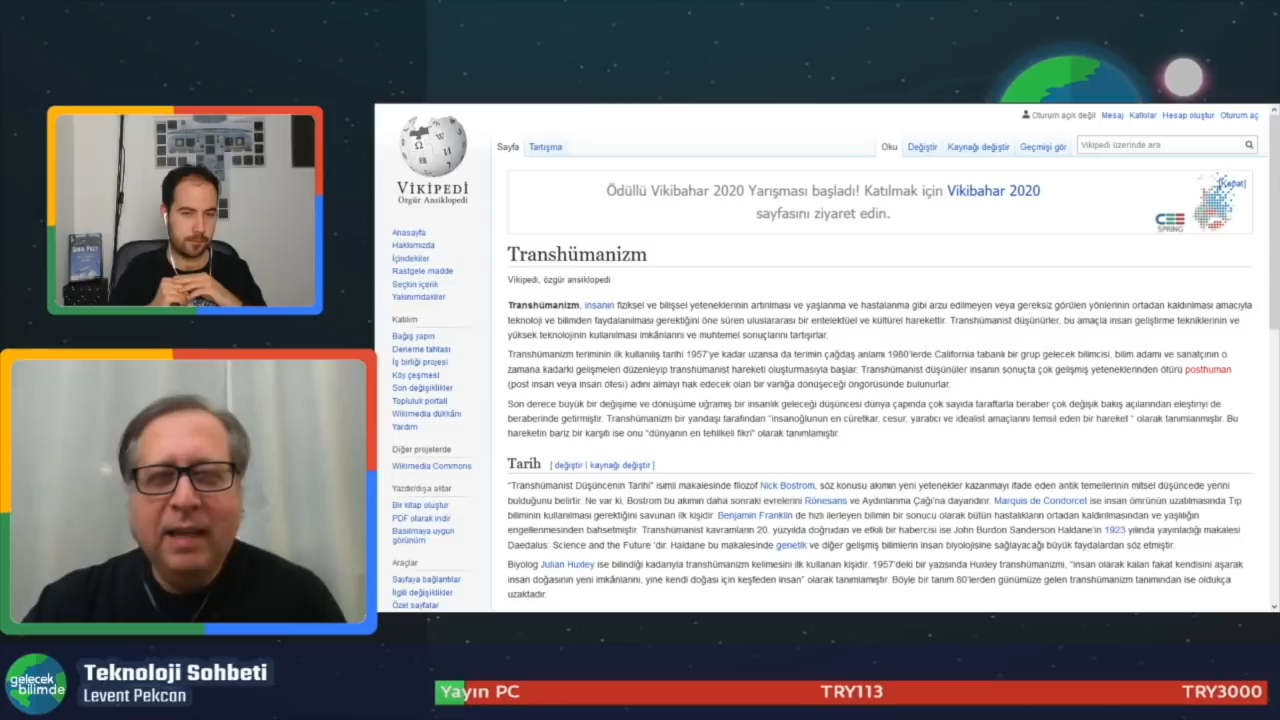 VİKİPEDİ
Özgür Ansiklopedi
Anasayfa
Hakkımızda
İçindekiler
Rastgele madde
Seçkin içerik
Yakınımdakiler
Katılım
Bağış yapın
Deneme tahtası
İş birliği projesi
Köy çeşmesi
Son değişiklikler
Topluluk portali
Wikimedia dükkânı
Yardım
Diğer projelerde
Wikimedia Commons
Yazdır/dışa aktar
Bir kitap oluştur
PDF olarak indir
Basılmaya uygun
görünüm
Araçlar
Sayfaya bağlantılar
İlgili değişiklikler
Özel sayfalar
Oturum açık değil Mesaj Katkılar Hesap oluştur Oturum aç
Sayfa Tartışma Oku Değiştir Kaynağı değiştir Geçmişi gör Vikipedi üzerinde ara
Ödüllü Vikibahar 2020 Yarışması başladı! Katılmak için Vikibahar 2020
sayfasını ziyaret edin.
[Kapat]
CEE
SPRING
Transhümanizm
Vikipedi, özgür ansiklopedi
Transhümanizm, insanın fiziksel ve bilişsel yeteneklerinin artırılması ve yaşlanma ve hastalanma gibi arzu edilmeyen veya gereksiz görülen yönlerinin ortadan kaldırılması amacıyla
teknoloji ve bilimden faydalanılması gerektiğini öne süren uluslararası bir entelektüel ve kültürel harekettir. Transhümanist düşünürler, bu amaçla insan geliştirme tekniklerinin ve
yüksek teknolojinin kullanılması imkânlarını ve muhtemel sonuçlarını tartışırlar.
Transhümanizm teriminin ilk kullanılış tarihi 1957'ye kadar uzansa da terimin çağdaş anlamı 1980'lerde California tabanlı bir grup gelecek bilimcisi, bilim adamı ve sanatçının o
zamana kadarki gelişmeleri düzenleyip transhümanist hareketi oluşturmasıyla başlar. Transhümanist düşünüler insanın sonuçta çok gelişmiş yeteneklerinden ötürü posthuman
(post insan veya insan ötesi) adını almayı hak edecek olan bir varlığa dönüşeceği öngörüsünde bulunurlar.
Son derece büyük bir değişime ve dönüşüme uğramış bir insanlık geleceği düşüncesi dünya çapında çok sayıda taraftarla beraber çok değişik bakış açılarından eleştiriyi de
beraberinde getirmiştir. Transhümanizm bir yandaşı tarafından “insanoğlunun en cüretkar, cesur, yaratıcı ve idealist amaçlarını temsil eden bir hareket “ olarak tanımlanmıştır. Bu
hareketin bariz bir karşıtı ise onu “dünyanın en tehlikeli fikri” olarak tanımlamıştır.
Tarih [ değiştir | kaynağı değiştir ]
“Transhümanist Düşüncenin Tarihi” isimli makalesinde filozof Nick Bostrom, söz konusu akımın yeni yetenekler kazanmayı ifade eden antik temellerinin mitsel düşüncede yerini
bulduğunu belirtir. Ne var ki, Bostrom bu akımın daha sonraki evrelerini Rönesans ve Aydınlanma Çağı'na dayandırır. Marquis de Condorcet ise insan ömrünün uzatılmasında Tıp
biliminin kullanılması gerektiğini savunan ilk kişidir. Benjamin Franklin de hızlı ilerleyen bilimin bir sonucu olarak bütün hastalıkların ortadan kaldırılmasından ve yaşlılığın
engellenmesinden bahsetmiştir. Transhümanist kavramların 20. yüzyılda doğrudan ve etkili bir habercisi ise John Burdon Sanderson Haldane'in 1923 yılında yayınladığı makalesi
Daedalus: Science and the Future 'dır. Haldane bu makalesinde genetik ve diğer gelişmiş bilimlerin insan biyolojisine sağlayacağı büyük faydalardan söz etmiştir.
Biyolog Julian Huxley ise bilindiği kadarıyla transhümanizm kelimesini ilk kullanan kişidir. 1957'deki bir yazısında Huxley transhümanizmi, “insan olarak kalan fakat kendisini aşarak
insan doğasının yeni imkânlarını, yine kendi doğası için keşfeden insan” olarak tanımlamıştır. Böyle bir tanım 80'lerden günümüze gelen transhümanizm tanımından ise oldukça
uzaktadır.
gelecek
bilimde
Teknoloji Sohbeti
Levent Pekcan
Yayın PC TRY113 TRY3000